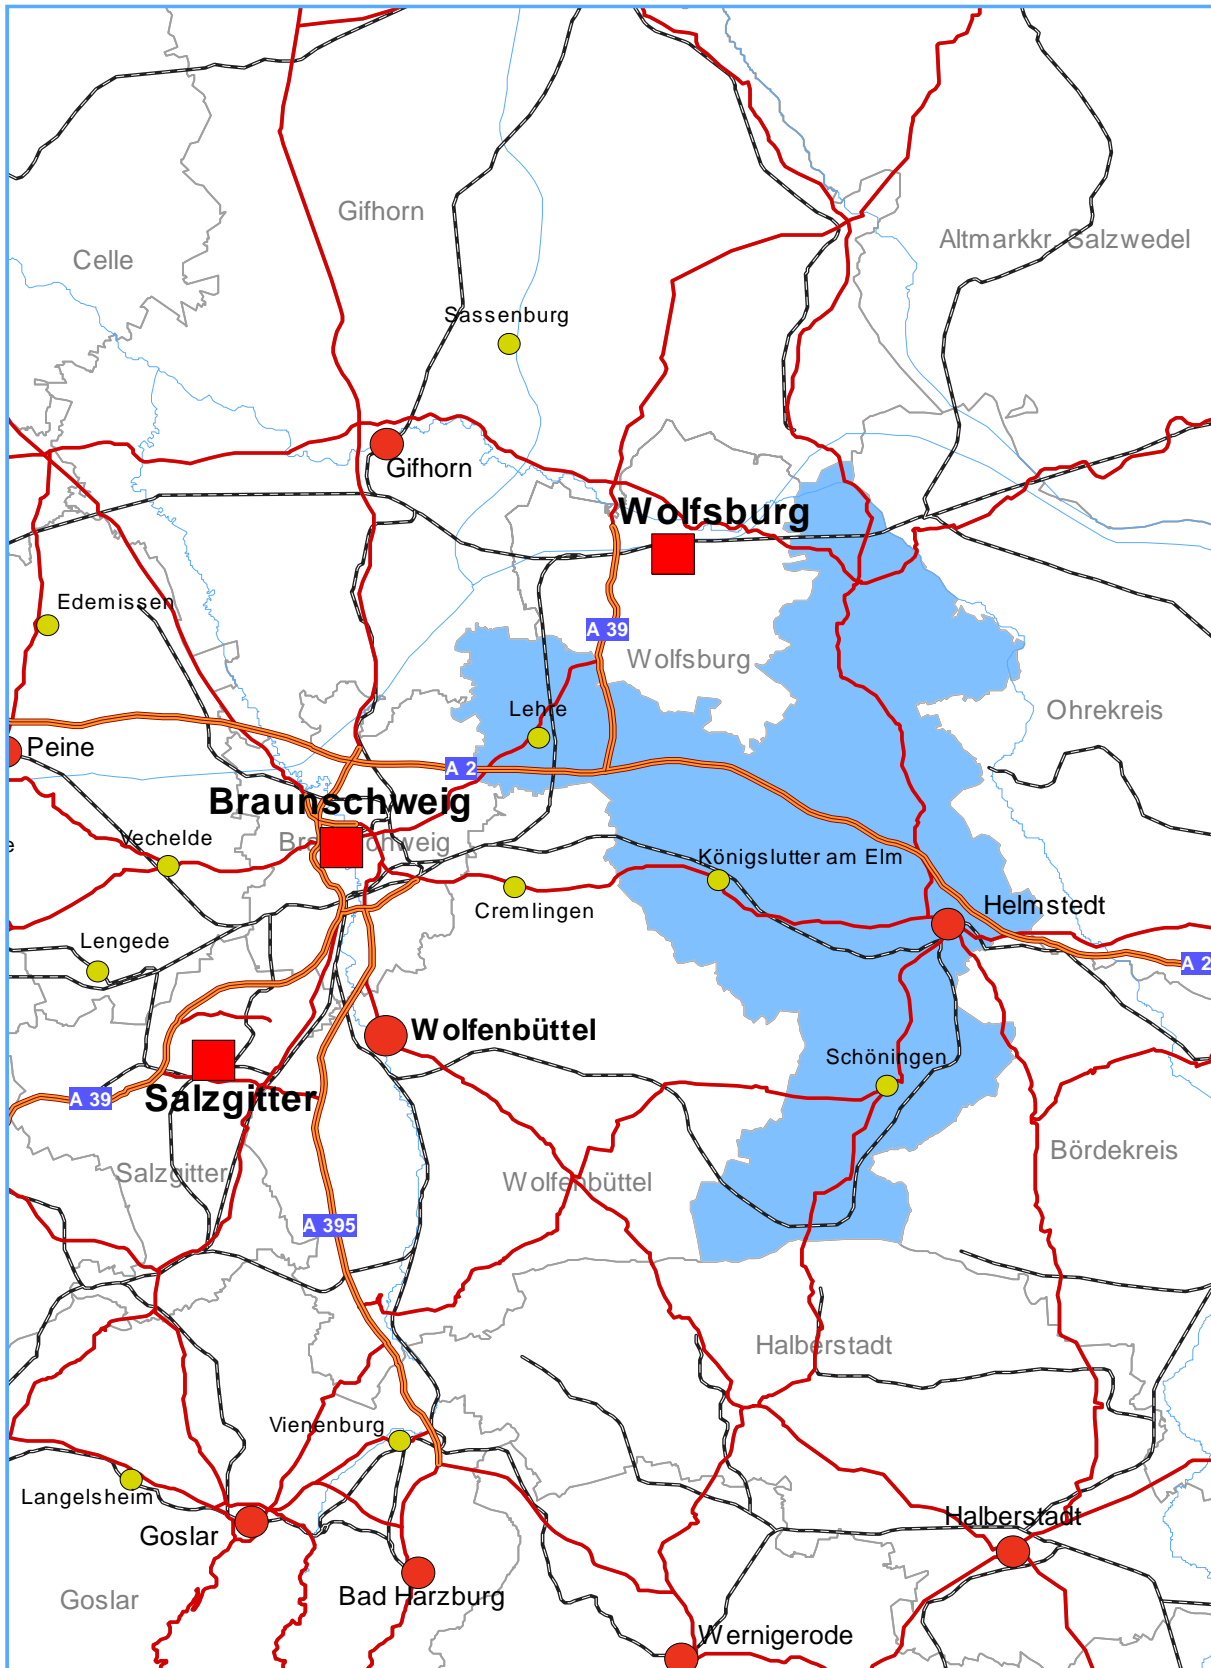 Gifhorn
Altmarkkr. Salzwedel
Celle
Sassenburg
Gifhorn
Wolfsburg
Edemissen
A 39
Wolfsburg
Lehre
Ohrekreis
Peine
A 2
Braunschweig
Braunschweig
Vechelde
e
Königslutter am Elm
Helmstedt
Cremlingen
Lengede
A 2
Wolfenbüttel
Schöningen
A 39
Salzgitter
Bördekreis
Salzgitter
Wolfenbüttel
A 395
Halberstadt
Vienenburg
Langelsheim
Halberstadt
Goslar
Bad Harzburg
Goslar
Wernigerode